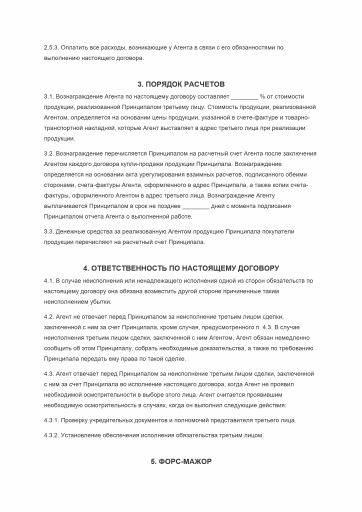 2.5.3. Оплатить все расходы, возникающие у Агента в связи с его обязанностями по
выполнению настоящего договора.
3. ПОРЯДОК РАСЧЕТОВ
3.1. Вознаграждение Агента по настоящему договору составляет ________ % от стоимости
продукции, реализованной Принципалом третьему лицу. Стоимость продукции, реализованной
Агентом, определяется на основании цены продукции, указанной в счете-фактуре и товарно-
транспортной накладной, которые Агент выставляет в адрес третьего лица при реализации
продукции.
3.2. Вознаграждение перечисляется Принципалом на расчетный счет Агента после заключения
Агентом каждого договора купли-продажи продукции Принципала. Вознаграждение
определяется на основании акта урегулирования взаимных расчетов, подписанного обеими
сторонами, счета-фактуры Агента, оформленного в адрес Принципала, а также копии счета-
фактуры, оформленного Агентом в адрес третьего лица. Вознаграждение Агенту
выплачивается Принципалом в срок не позднее ________ дней с момента подписания
Принципалом отчета Агента о выполненной работе.
3.3. Денежные средства за реализованную Агентом продукцию Принципала покупатели
продукции перечисляют на расчетный счет Принципала.
4. ОТВЕТСТВЕННОСТЬ ПО НАСТОЯЩЕМУ ДОГОВОРУ
4.1. В случае неисполнения или ненадлежащего исполнения одной из сторон обязательств по
настоящему договору она обязана возместить другой стороне причиненные таким
неисполнением убытки.
4.2. Агент не отвечает перед Принципалом за неисполнение третьим лицом сделки,
заключенной с ним за счет Принципала, кроме случая, предусмотренного п. 4.3. В случае
неисполнения третьим лицом сделки, заключенной с ним Агентом, Агент обязан немедленно
сообщить об этом Принципалу, собрать необходимые доказательства, а также по требованию
Принципала передать ему права по такой сделке.
4.3. Агент отвечает перед Принципалом за неисполнение третьим лицом сделки, заключенной
с ним за счет Принципала во исполнение настоящего договора, когда Агент не проявил
необходимой осмотрительности в выборе этого лица. Агент считается проявившим
необходимую осмотрительность в случаях, когда он выполнил следующие действия:
4.3.1. Проверку учредительных документов и полномочий представителя третьего лица.
4.3.2. Установление обеспечения исполнения обязательства третьим лицом.
5. ФОРС-МАЖОР